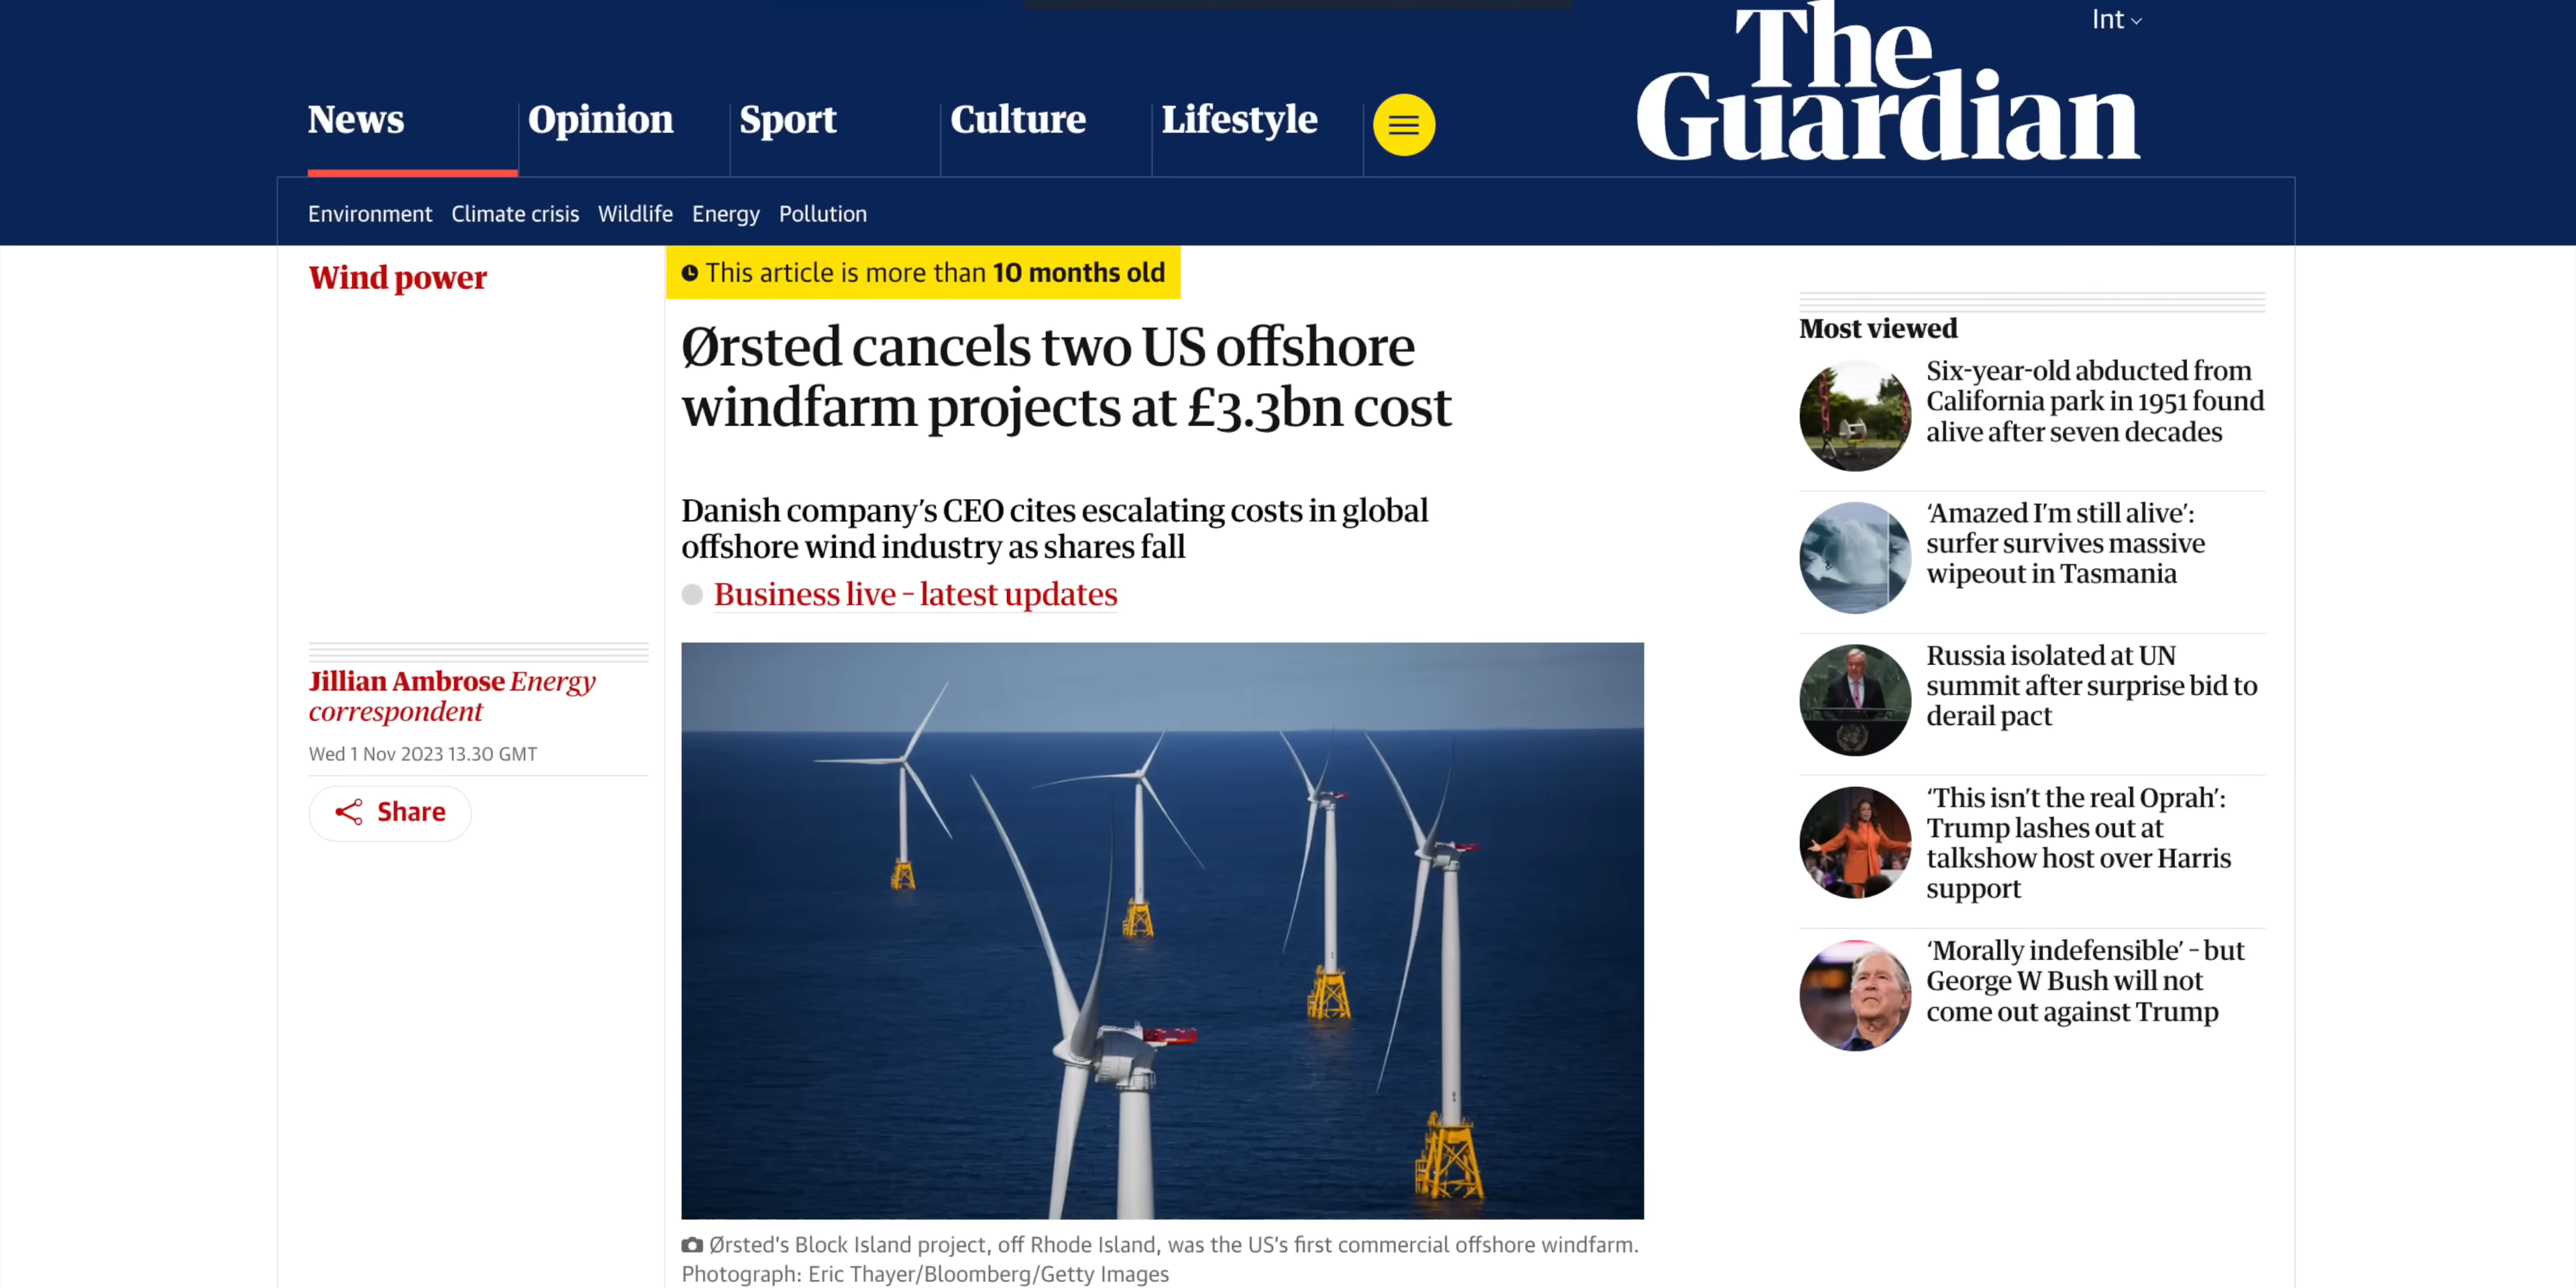 Int
The
Guardian
News
Opinion
Sport
Culture
Lifestyle
Environment Climate crisis Wildlife Energy Pollution
Wind power
This article is more than 10 months old
Ørsted cancels two US offshore
windfarm projects at £3.3bn cost
Danish company’s CEO cites escalating costs in global
offshore wind industry as shares fall
Business live – latest updates
Jillian Ambrose Energy
correspondent
Wed 1 Nov 2023 13.30 GMT
Share
Ørsted’s Block Island project, off Rhode Island, was the US’s first commercial offshore windfarm.
Photograph: Eric Thayer/Bloomberg/Getty Images
Most viewed
Six-year-old abducted from
California park in 1951 found
alive after seven decades
‘Amazed I’m still alive’:
surfer survives massive
wipeout in Tasmania
Russia isolated at UN
summit after surprise bid to
derail pact
‘This isn’t the real Oprah’:
Trump lashes out at
talkshow host over Harris
support
‘Morally indefensible’ – but
George W Bush will not
come out against Trump